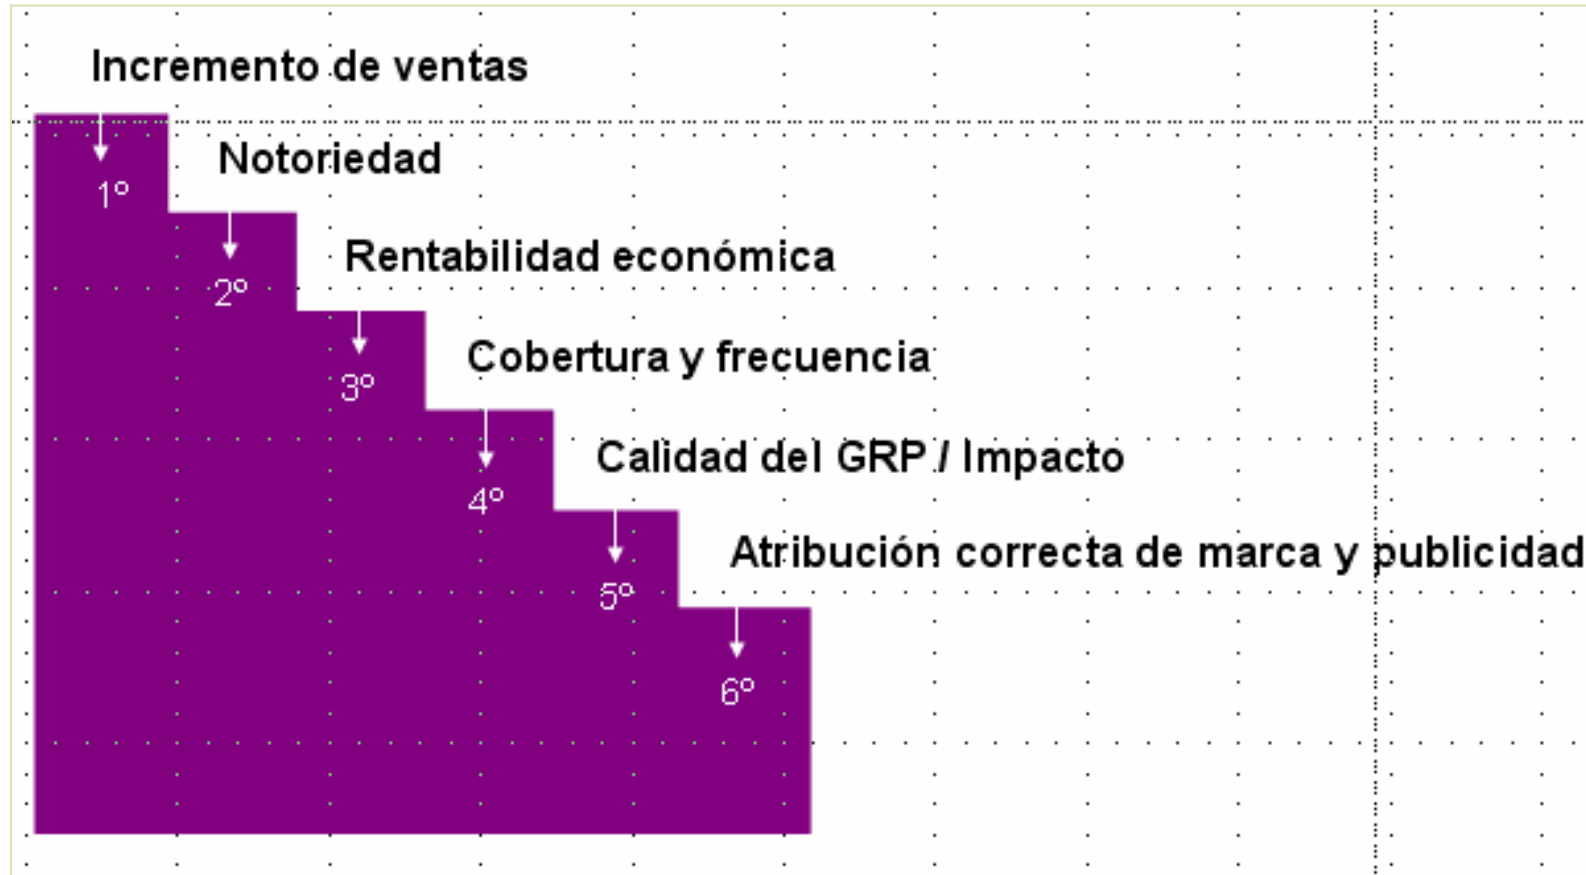 Incremento de ventas
1º
Notoriedad
2º
Rentabilidad económica
3º
Cobertura y frecuencia
4º
Calidad del GRP / Impacto
5º
Atribución correcta de marca y publicidad
6º